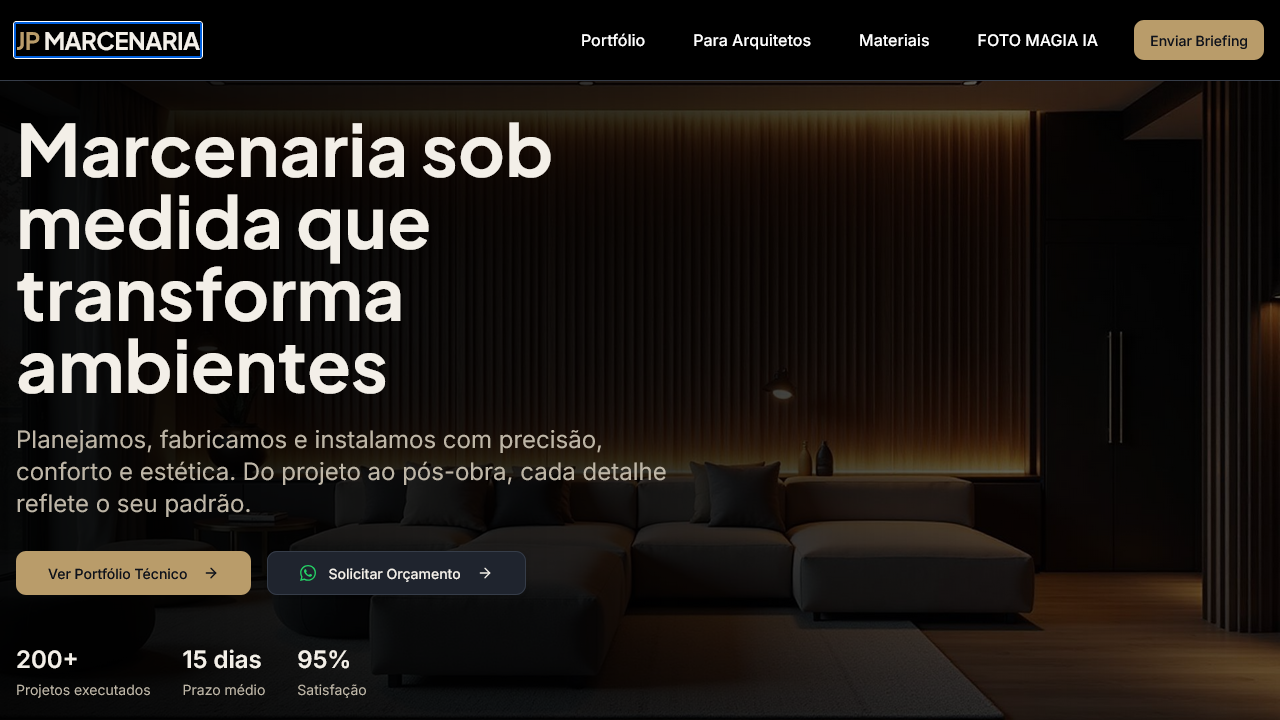 JP MARCENARIA
Portfólio
Para Arquitetos
Materiais
FOTO MAGIA IA
Enviar Briefing
Marcenaria sob
medida que
transforma
ambientes
Planejamos, fabricamos e instalamos com precisão,
conforto e estética. Do projeto ao pós-obra, cada detalhe
reflete o seu padrão.
Ver Portfólio Técnico
Solicitar Orçamento
200+
Projetos executados
15 dias
Prazo médio
95%
Satisfação